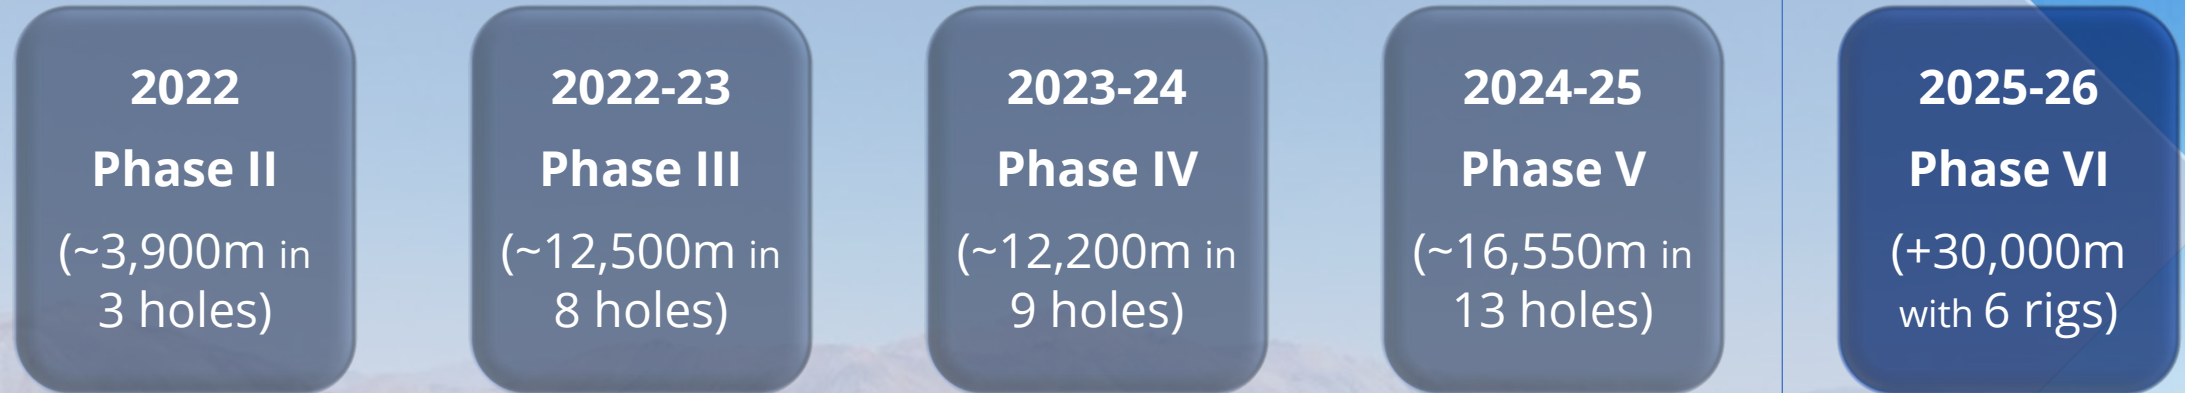 2022
Phase II
(~3,900m in
3 holes)
2022-23
Phase III
(~12,500m in
8 holes)
2023-24
Phase IV
(~12,200m in
9 holes)
2024-25
Phase V
(~16,550m in
13 holes)
2025-26
Phase VI
(+30,000m
with 6 rigs)